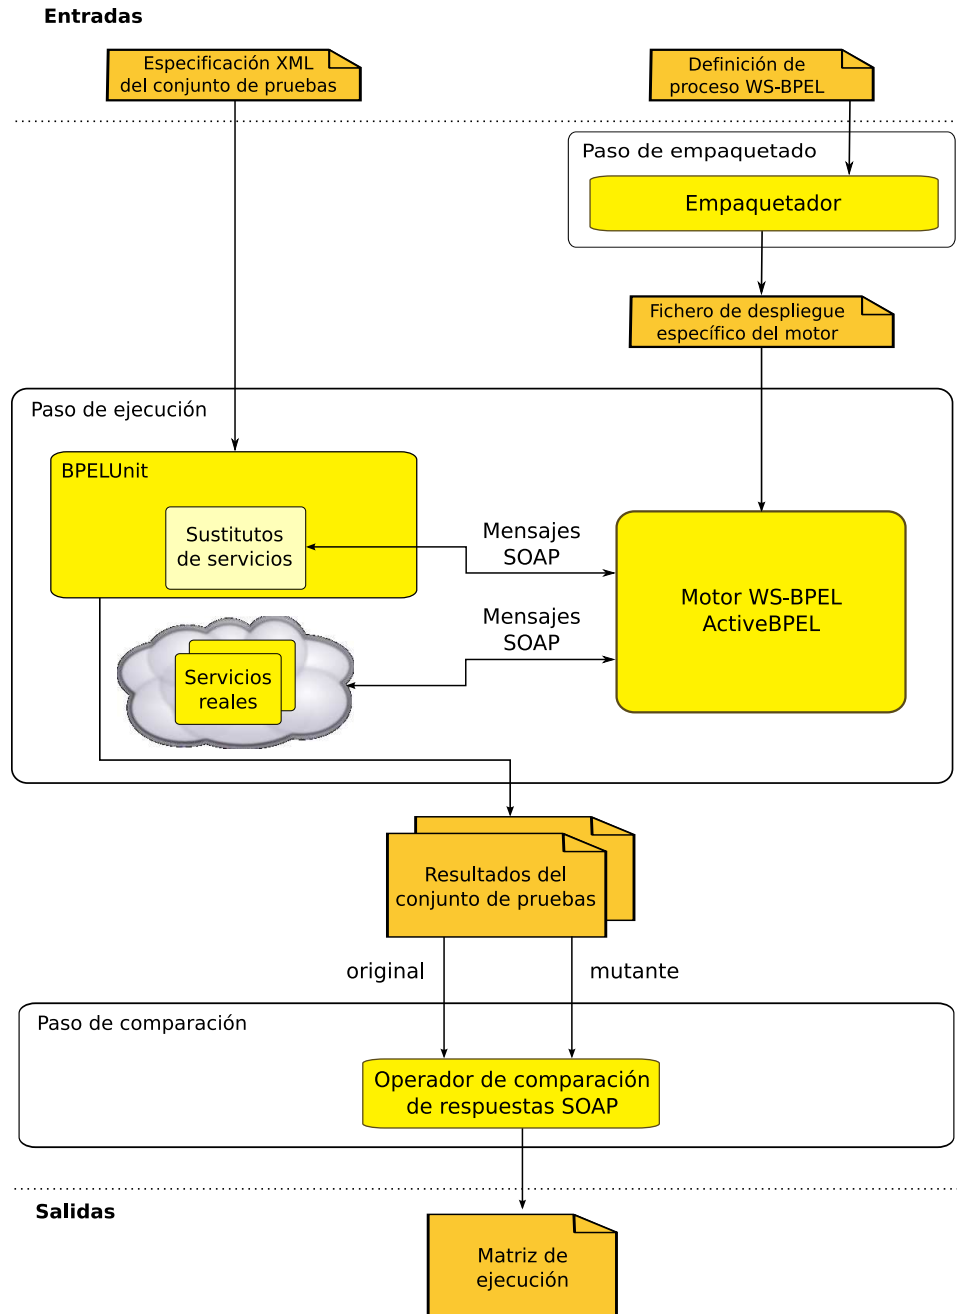 Entradas
Especificación XML
del conjunto de pruebas
Definición de
proceso WS-BPEL
Paso de empaquetado
Empaquetador
Fichero de despliegue
específico del motor
Paso de ejecución
BPELUnit
Sustitutos
de servicios
Mensajes
SOAP
Motor WS-BPEL
ActiveBPEL
Mensajes
SOAP
Servicios
reales
Resultados del
conjunto de pruebas
original
mutante
Paso de comparación
Operador de comparación
de respuestas SOAP
Salidas
Matriz de
ejecución